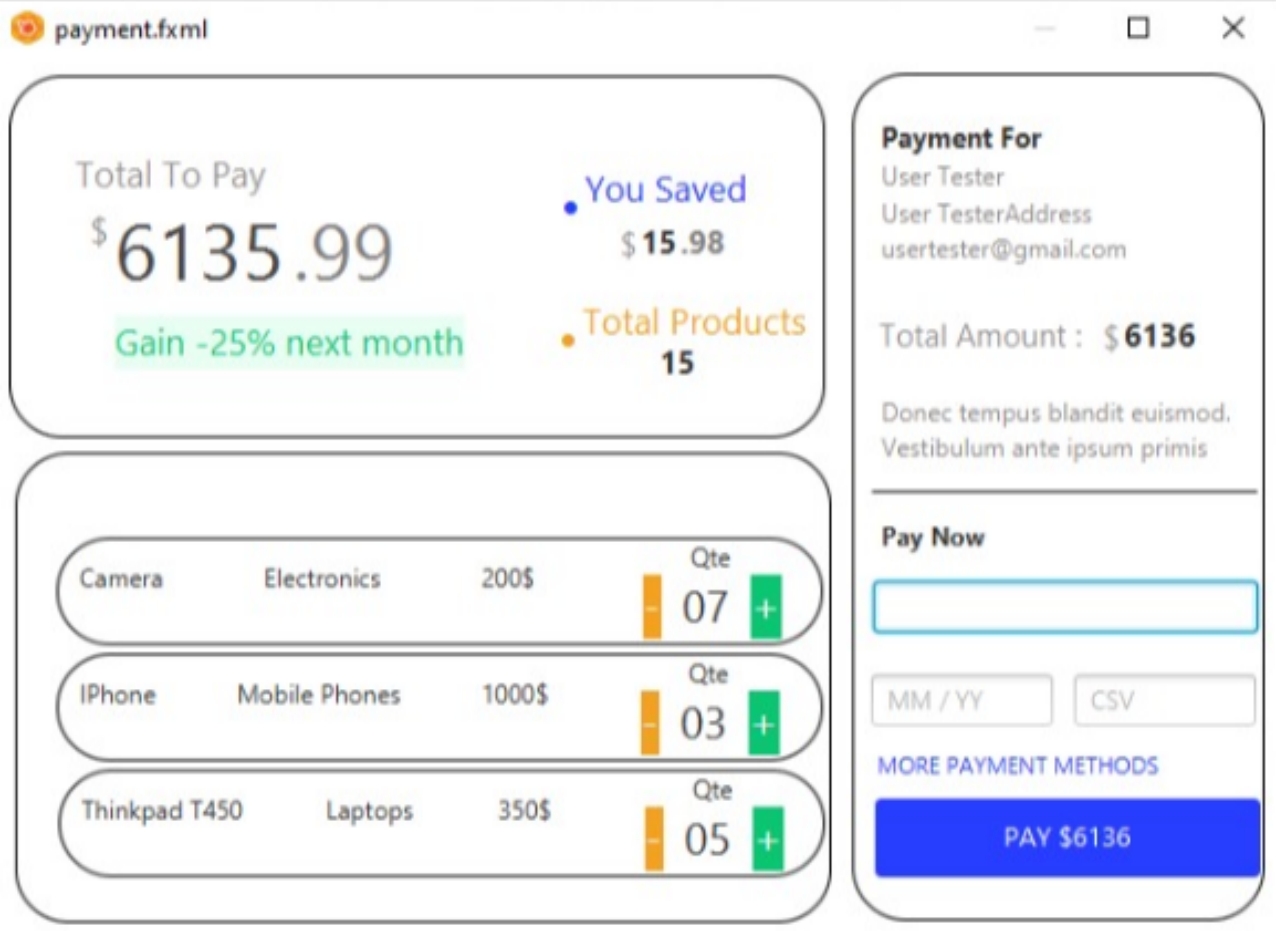 payment.fxml
Total To Pay
$ 6135.99
Gain -25% next month
You Saved
$ 15.98
Total Products
15
Camera Electronics 200$ Qte
- 07 +
IPhone Mobile Phones 1000$ Qte
- 03 +
Thinkpad T450 Laptops 350$ Qte
- 05 +
Payment For
User Tester
User TesterAddress
usertester@gmail.com
Total Amount : $ 6136
Donec tempus blandit euismod.
Vestibulum ante ipsum primis
Pay Now
MM / YY CSV
MORE PAYMENT METHODS
PAY $6136